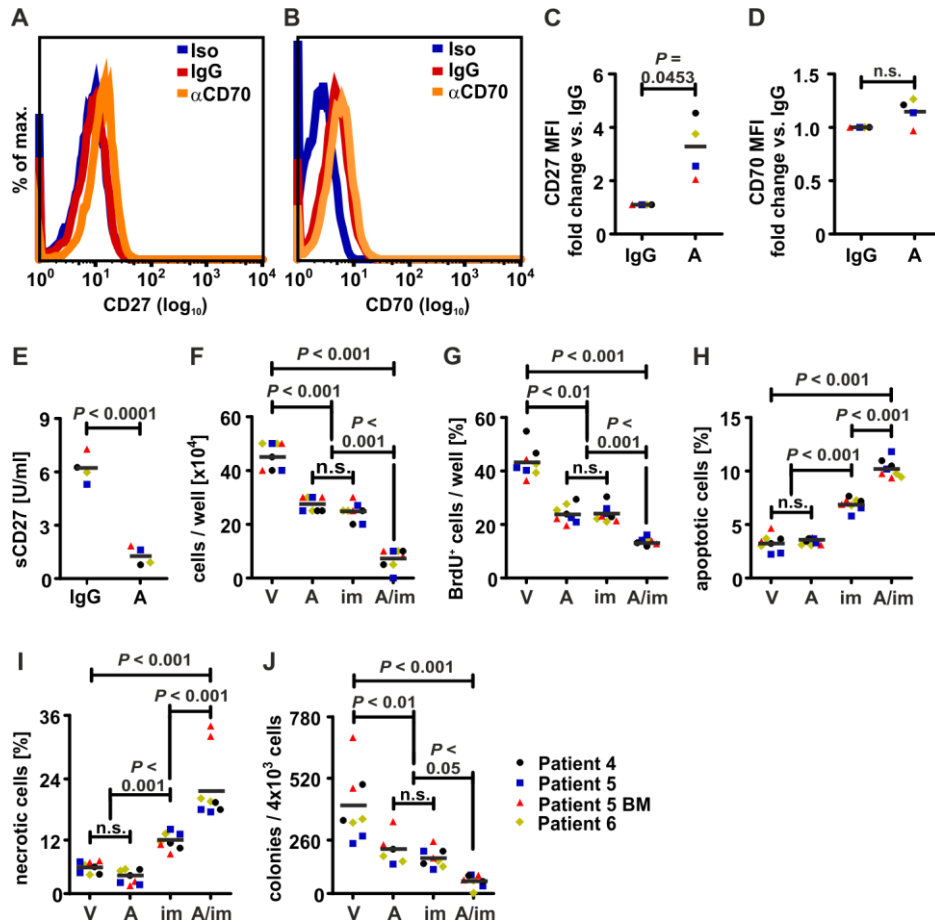 A
Iso
IgG
αCD70
% of max.
10⁰ 10¹ 10² 10³ 10⁴
CD27 (log₁₀)
B
Iso
IgG
αCD70
10⁰ 10¹ 10² 10³ 10⁴
CD70 (log₁₀)
C
P =
0.0453
CD27 MFI
fold change vs. IgG
6
4
2
0
IgG A
D
n.s.
CD70 MFI
fold change vs. IgG
1.5
1.0
0.5
0
IgG A
E
P < 0.0001
sCD27 [U/ml]
9
6
3
0
IgG A
F
P < 0.001
P < 0.001
P <
0.001
n.s.
cells / well [x10⁴]
60
40
20
0
V A im A/im
G
P < 0.001
P < 0.01
P <
0.001
n.s.
BrdU⁺ cells / well [%]
60
40
20
0
V A im A/im
H
P < 0.001
P < 0.001
P < 0.001
n.s.
apoptotic cells [%]
15
10
5
0
V A im A/im
I
P < 0.001
P < 0.001
P <
0.001
n.s.
necrotic cells [%]
36
24
12
0
V A im A/im
J
P < 0.001
P < 0.01
P <
0.05
n.s.
colonies / 4x10³ cells
780
520
260
0
V A im A/im
Patient 4
Patient 5
Patient 5 BM
Patient 6